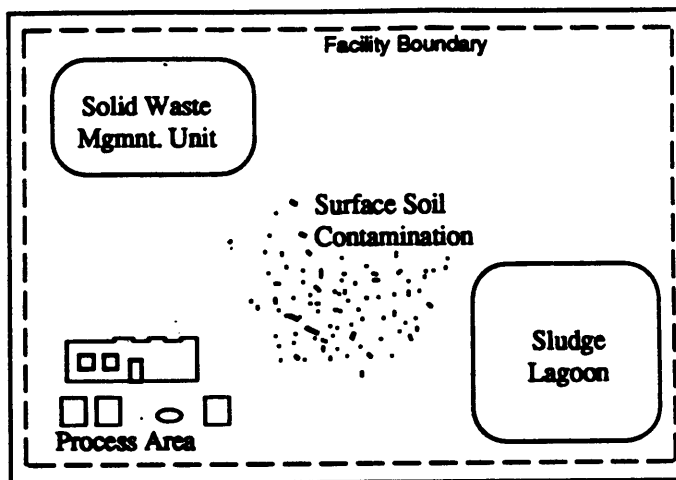 Facility Boundary
Solid Waste
Mgmnt. Unit
Surface Soil
Contamination
Sludge
Lagoon
Process Area